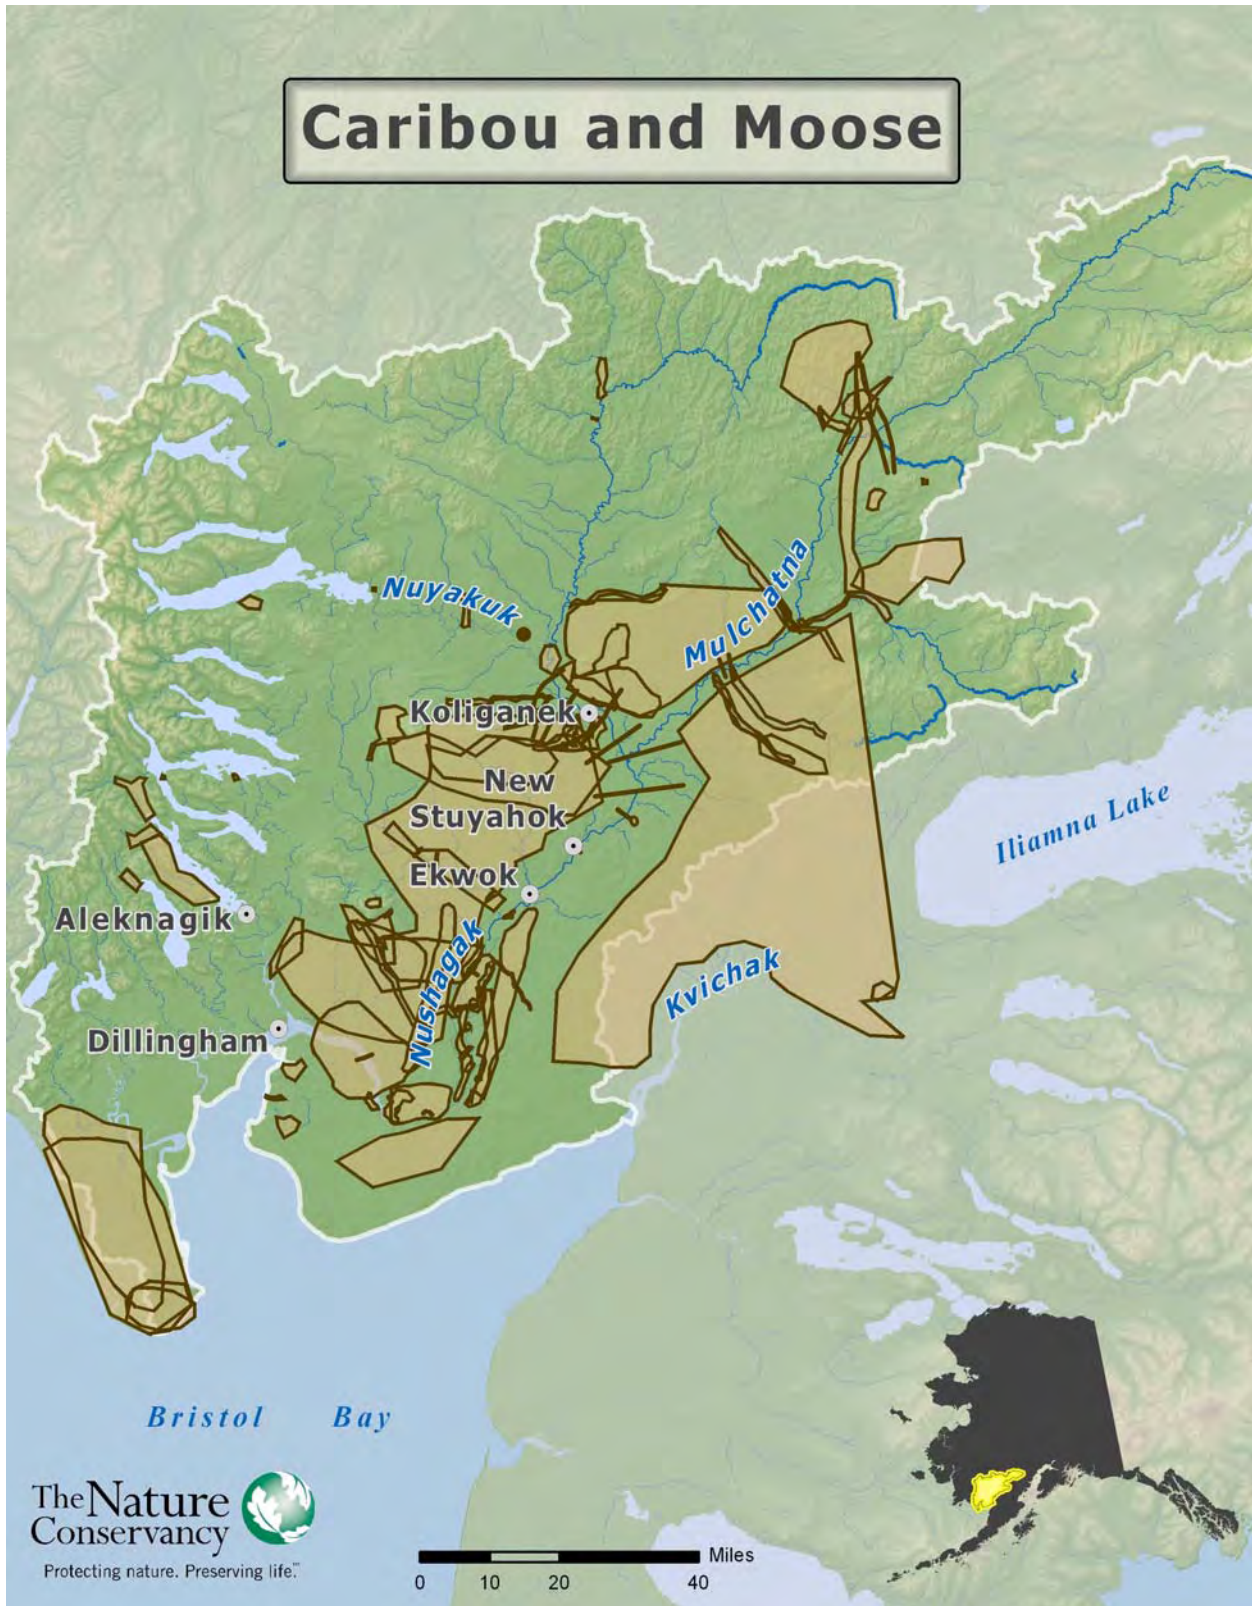 Caribou and Moose
Nuyakuk
Mulchatna
Koliganek
New
Stuyahok
Iliamna Lake
Ekwok
Aleknagik
Nushagak
Kvichak
Dillingham
Bristol Bay
The Nature
Conservancy
Protecting nature. Preserving life.™
Miles
0 10 20 40